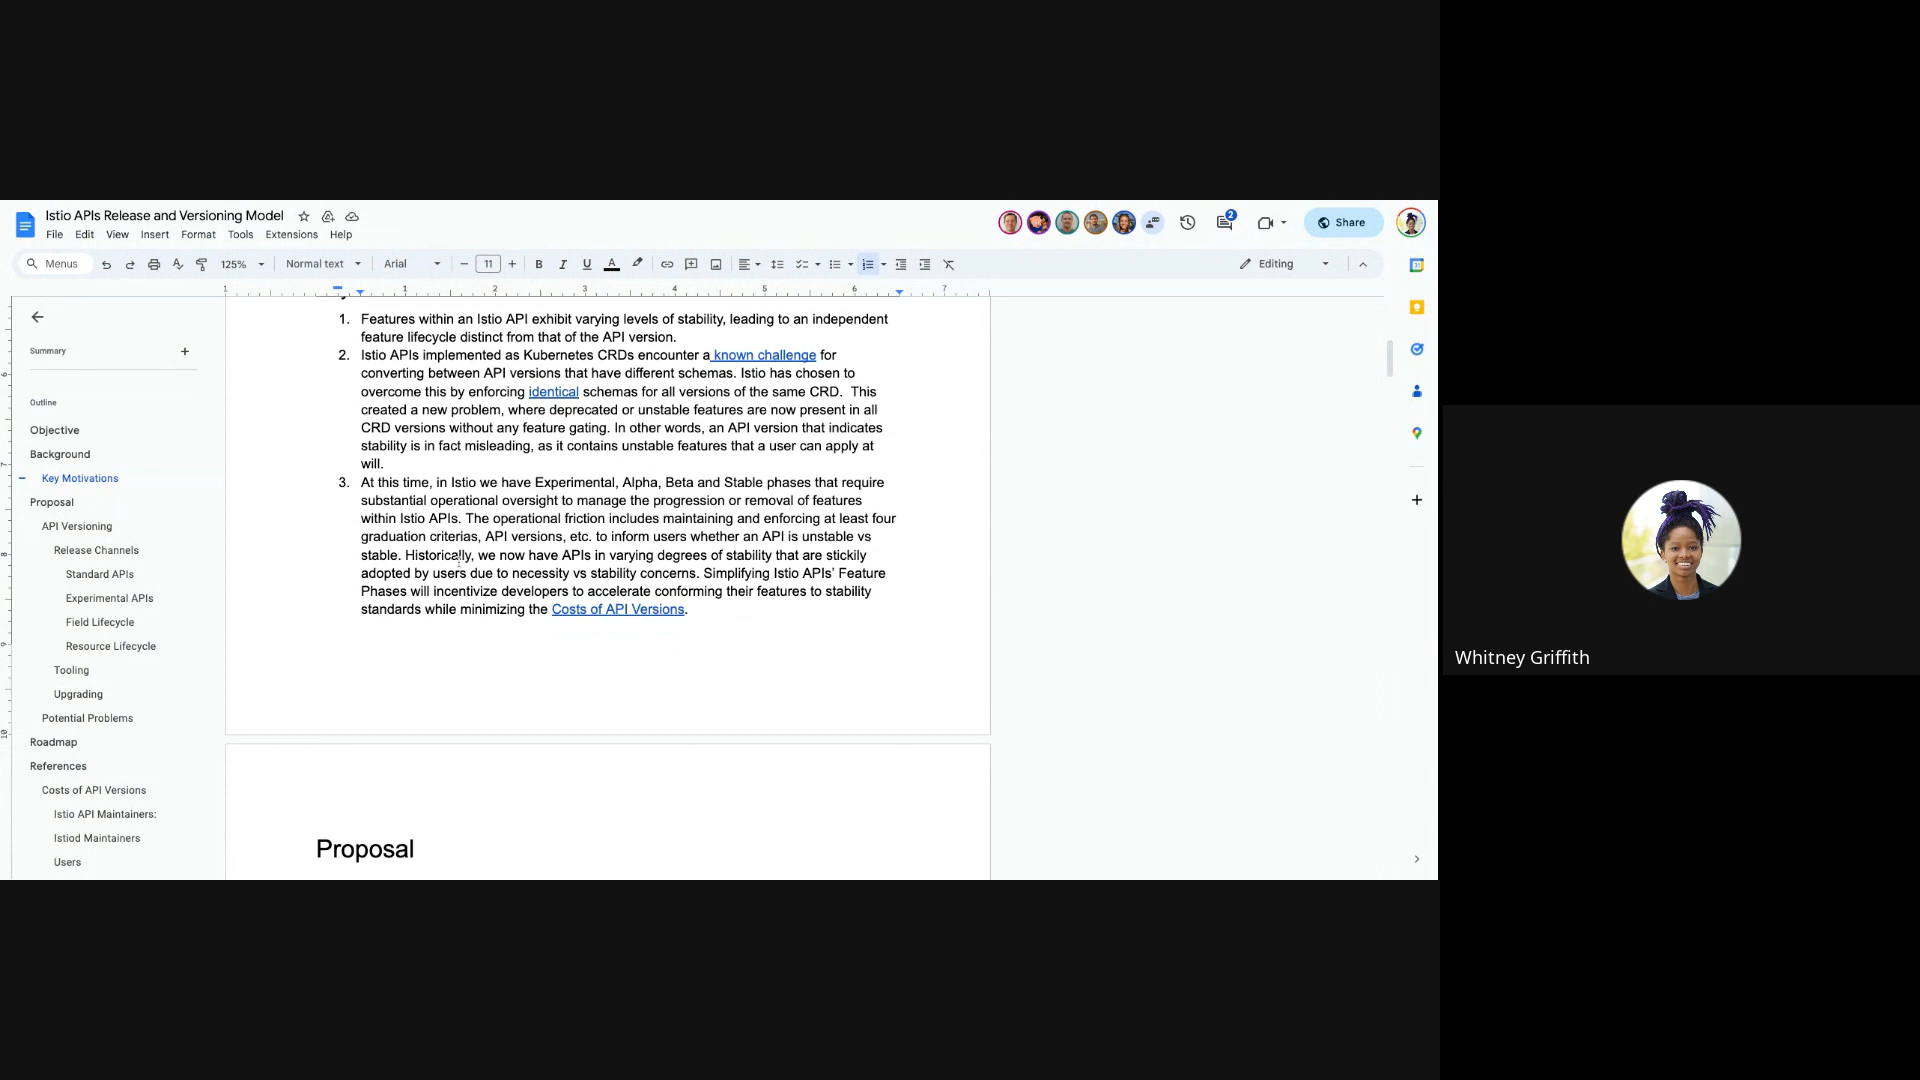 Istio APIs Release and Versioning Model
File Edit View Insert Format Tools Extensions Help
2
Share
Menus
125%
Normal text
Arial
11
Editing
1 1 2 3 4 5 6 7
Summary
Outline
Objective
Background
Key Motivations
Proposal
API Versioning
Release Channels
Standard APIs
Experimental APIs
Field Lifecycle
Resource Lifecycle
Tooling
Upgrading
Potential Problems
Roadmap
References
Costs of API Versions
Istio API Maintainers:
Istiod Maintainers
Users
1. Features within an Istio API exhibit varying levels of stability, leading to an independent
feature lifecycle distinct from that of the API version.
2. Istio APIs implemented as Kubernetes CRDs encounter a known challenge for
converting between API versions that have different schemas. Istio has chosen to
overcome this by enforcing identical schemas for all versions of the same CRD. This
created a new problem, where deprecated or unstable features are now present in all
CRD versions without any feature gating. In other words, an API version that indicates
stability is in fact misleading, as it contains unstable features that a user can apply at
will.
3. At this time, in Istio we have Experimental, Alpha, Beta and Stable phases that require
substantial operational oversight to manage the progression or removal of features
within Istio APIs. The operational friction includes maintaining and enforcing at least four
graduation criterias, API versions, etc. to inform users whether an API is unstable vs
stable. Historically, we now have APIs in varying degrees of stability that are stickily
adopted by users due to necessity vs stability concerns. Simplifying Istio APIs' Feature
Phases will incentivize developers to accelerate conforming their features to stability
standards while minimizing the Costs of API Versions.
Proposal
Whitney Griffith